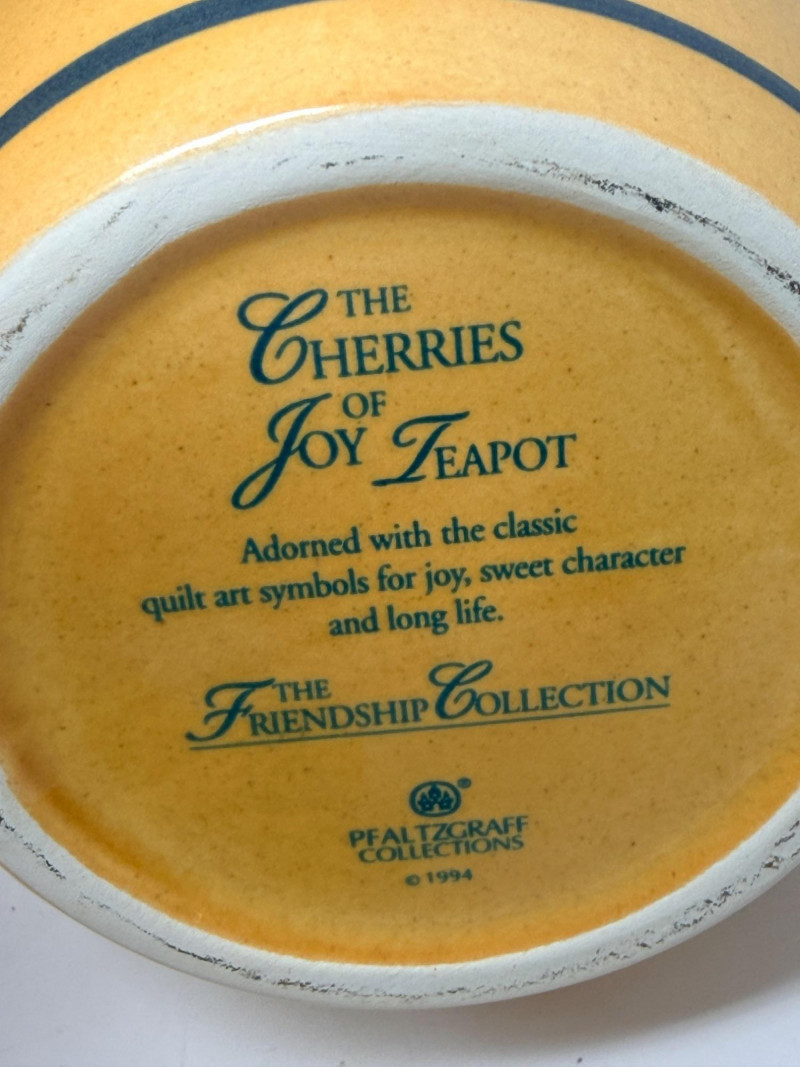 THE
CHERRIES
OF
JOY TEAPOT
Adorned with the classic
quilt art symbols for joy, sweet character
and long life.
THE
FRIENDSHIP COLLECTION
®
PFALTZGRAFF
COLLECTIONS
© 1994